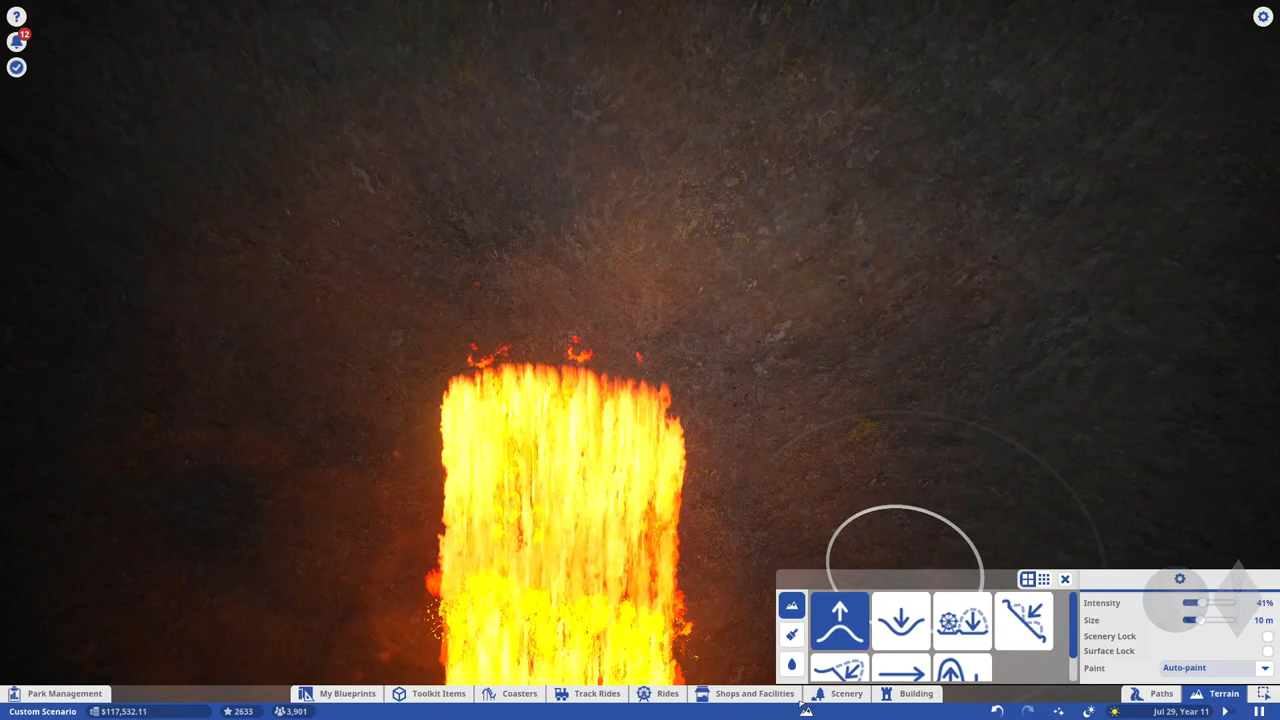 ?
12
Intensity 41%
Size 10 m
Scenery Lock
Surface Lock
Paint Auto-paint
Park Management My Blueprints Toolkit Items Coasters Track Rides Rides Shops and Facilities Scenery Building Paths Terrain
Custom Scenario $117,532.11 2633 3,901 Jul 29, Year 11